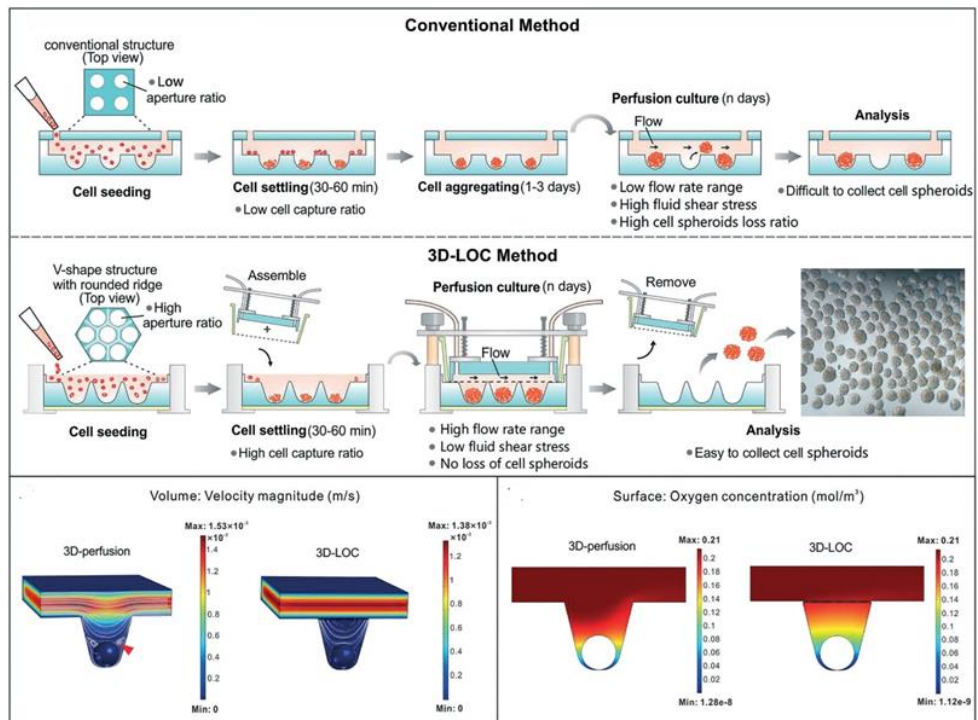 Conventional Method
conventional structure
(Top view)
• Low
aperture ratio
Cell seeding
Cell settling (30-60 min)
• Low cell capture ratio
Cell aggregating (1-3 days)
Perfusion culture (n days)
Flow
• Low flow rate range
• High fluid shear stress
• High cell spheroids loss ratio
Analysis
• Difficult to collect cell spheroids
3D-LOC Method
V-shape structure
with rounded ridge
(Top view)
• High
aperture ratio
Cell seeding
Assemble
+
Cell settling (30-60 min)
• High cell capture ratio
Perfusion culture (n days)
Flow
• High flow rate range
• Low fluid shear stress
• No loss of cell spheroids
Remove
Analysis
• Easy to collect cell spheroids
Volume: Velocity magnitude (m/s)
3D-perfusion
Max: 1.53×10
×10
1.4
1.2
1
0.8
0.6
0.4
0.2
Min: 0
3D-LOC
Max: 1.38×10
×10
1.2
1
0.8
0.6
0.4
0.2
Min: 0
Surface: Oxygen concentration (mol/m³)
3D-perfusion
Max: 0.21
0.2
0.18
0.16
0.14
0.12
0.1
0.08
0.06
0.04
0.02
Min: 1.28e-8
3D-LOC
Max: 0.21
0.2
0.18
0.16
0.14
0.12
0.1
0.08
0.06
0.04
0.02
Min: 1.12e-9